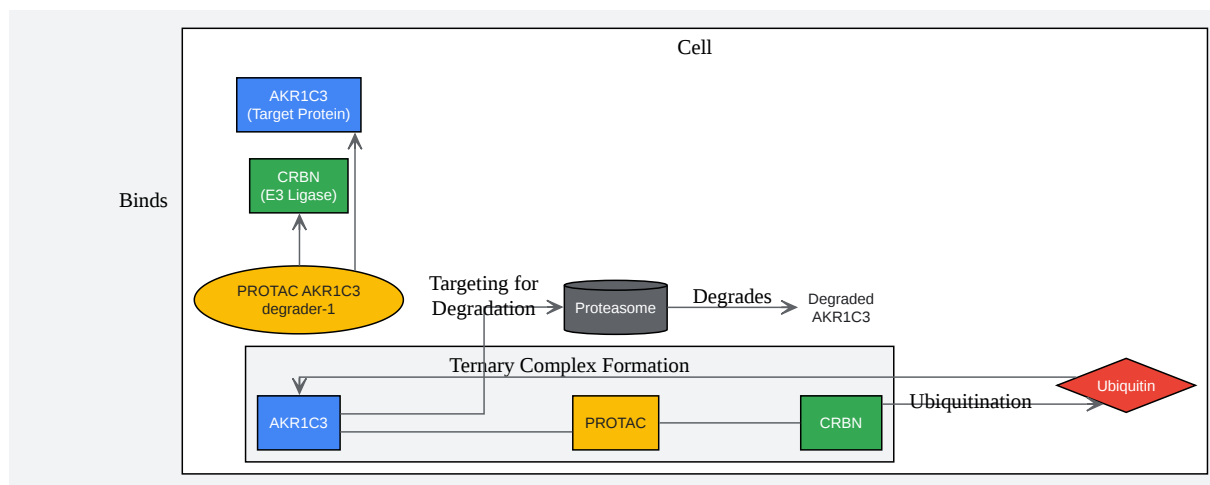 Cell
AKR1C3
(Target Protein)
CRBN
(E3 Ligase)
Binds
PROTAC AKR1C3
degrader-1
Targeting for
Degradation
Proteasome
Degrades
Degraded
AKR1C3
Ternary Complex Formation
Ubiquitin
Ubiquitination
AKR1C3
PROTAC
CRBN